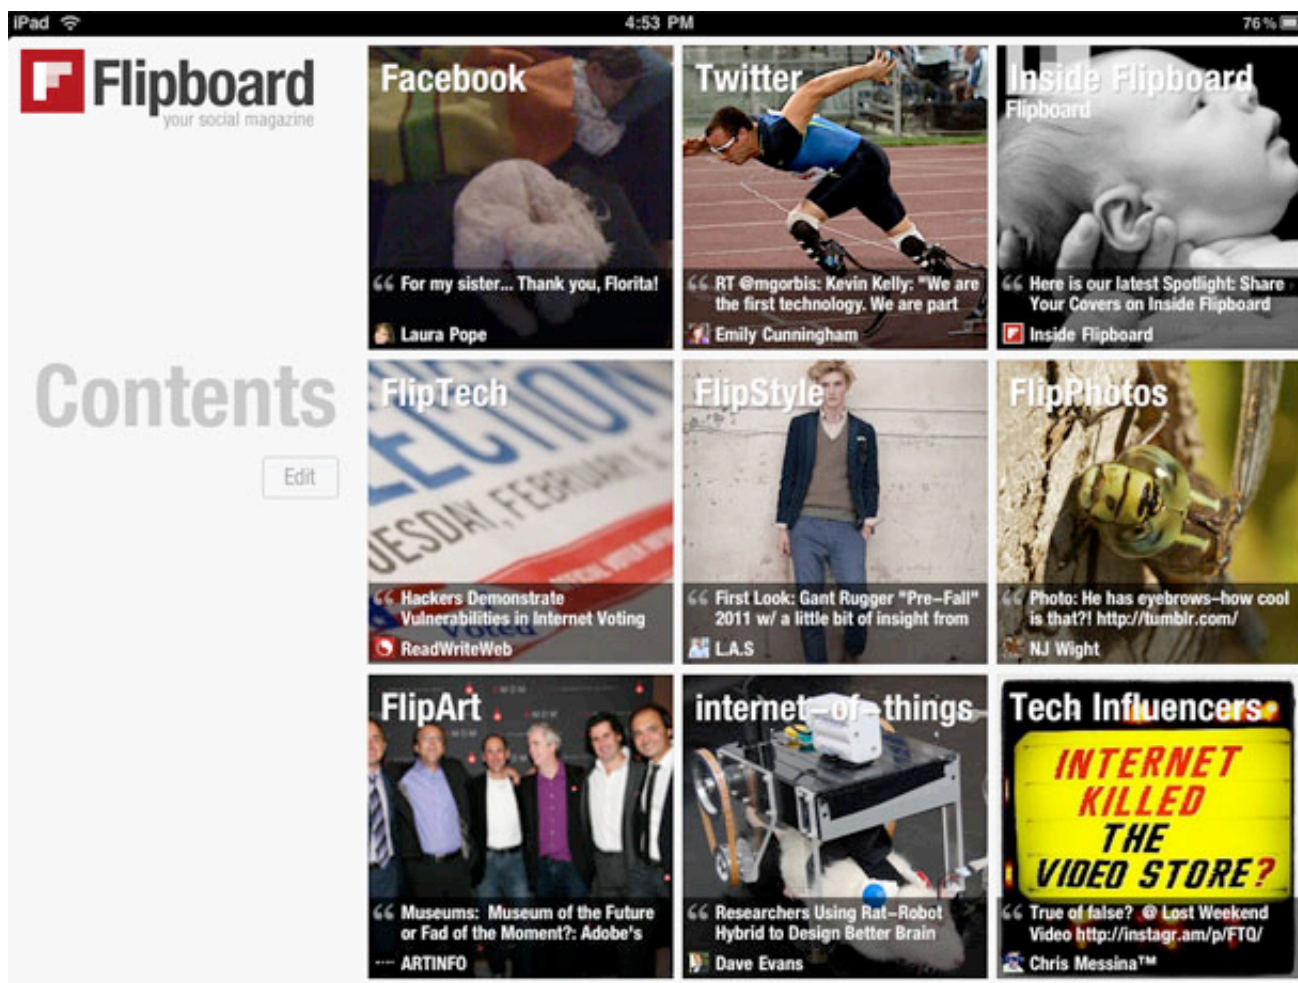 iPad
4:53 PM
76%
Flipboard
your social magazine
Contents
Edit
Facebook
“ For my sister... Thank you, Florita!
Laura Pope
Twitter
“ RT @mgorbis: Kevin Kelly: "We are
the first technology. We are part
Emily Cunningham
Inside Flipboard
Flipboard
“ Here is our latest Spotlight: Share
Your Covers on Inside Flipboard
Inside Flipboard
FlipTech
ECTION
TUESDAY, FEBRUARY 5,
“ Hackers Demonstrate
Vulnerabilities in Internet Voting
Voted
ReadWriteWeb
FlipStyle
“ First Look: Gant Rugger "Pre-Fall"
2011 w/ a little bit of insight from
L.A.S
FlipPhotos
“ Photo: He has eyebrows-how cool
is that?! http://tumblr.com/
NJ Wight
FlipArt
“ Museums: Museum of the Future
or Fad of the Moment?: Adobe's
ARTINFO
internet-of-things
“ Researchers Using Rat-Robot
Hybrid to Design Better Brain
Dave Evans
Tech Influencers
INTERNET
KILLED
THE
VIDEO STORE?
“ True of false? @ Lost Weekend
Video http://instagr.am/p/FTQ/
Chris Messina™